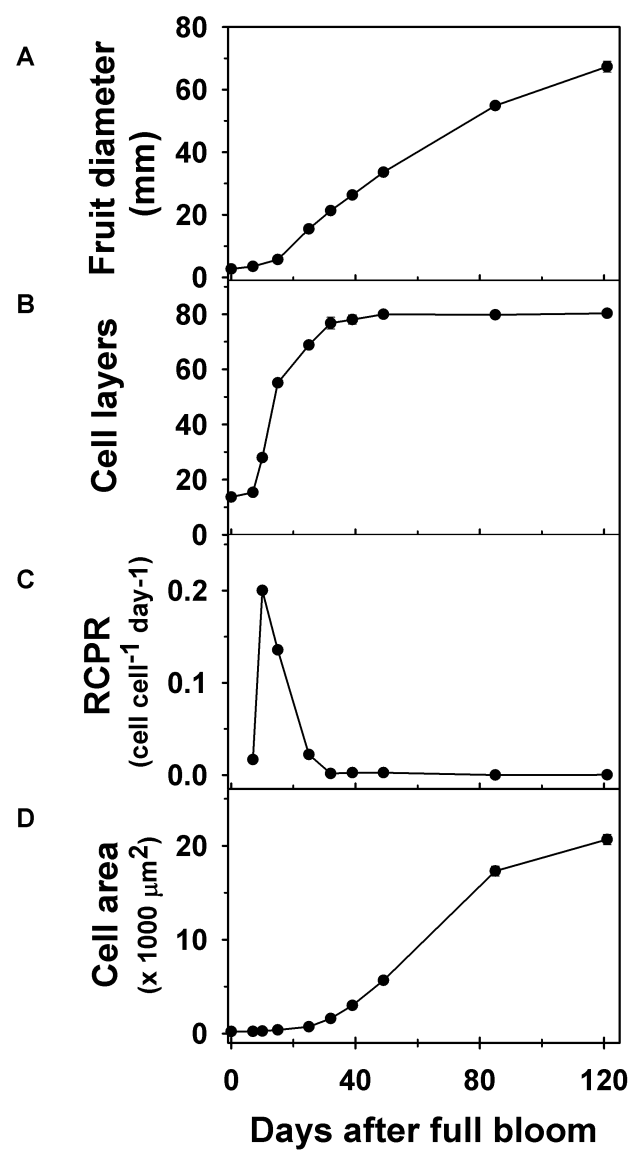 A
Fruit diameter
(mm)
80
60
40
20
0
B
Cell layers
80
60
40
20
0
C
RCPR
(cell cell⁻¹ day-1)
0.2
0.1
0.0
D
Cell area
(x 1000 μm²)
20
10
0
0 40 80 120
Days after full bloom